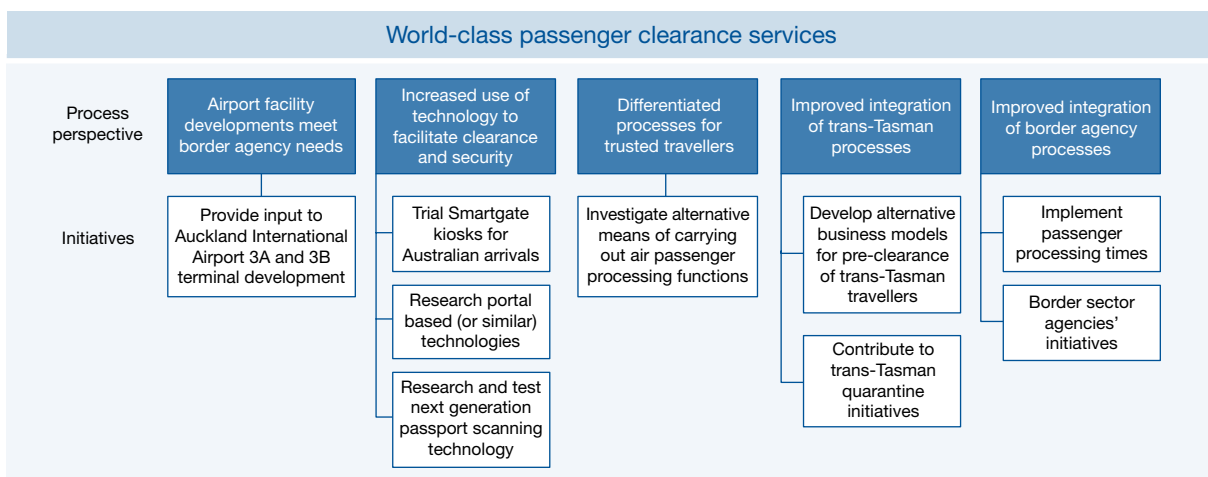 World-class passenger clearance services
Process
perspective
Airport facility
developments meet
border agency needs
Increased use of
technology to
facilitate clearance
and security
Differentiated
processes for
trusted travellers
Improved integration
of trans-Tasman
processes
Improved integration
of border agency
processes
Initiatives
Provide input to
Auckland International
Airport 3A and 3B
terminal development
Trial Smartgate
kiosks for
Australian arrivals
Research portal
based (or similar)
technologies
Research and test
next generation
passport scanning
technology
Investigate alternative
means of carrying
out air passenger
processing functions
Develop alternative
business models
for pre-clearance
of trans-Tasman
travellers
Contribute to
trans-Tasman
quarantine
initiatives
Implement
passenger
processing times
Border sector
agencies’
initiatives